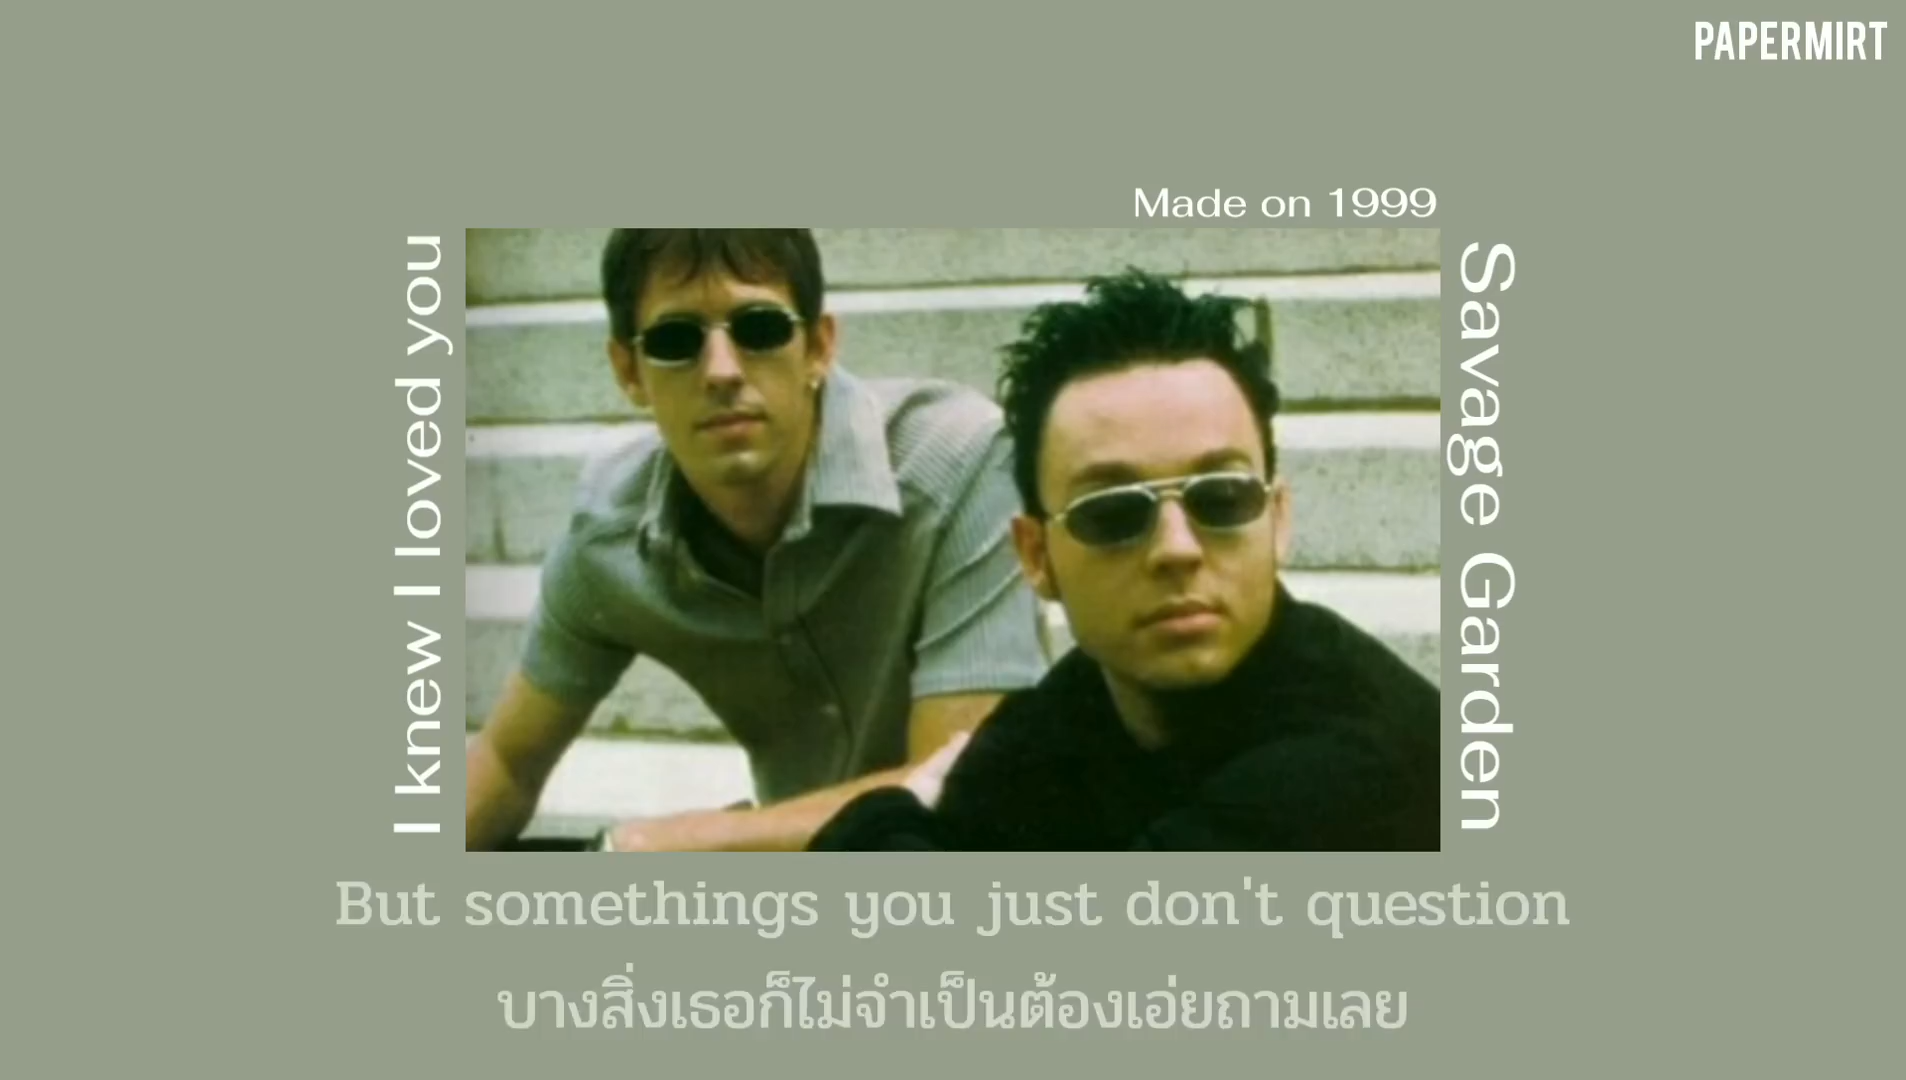 PAPERMIRT
Made on 1999
I knew I loved you
Savage Garden
But somethings you just don't question
บางสิ่งเธอก็ไม่จำเป็นต้องเอ่ยถามเลย